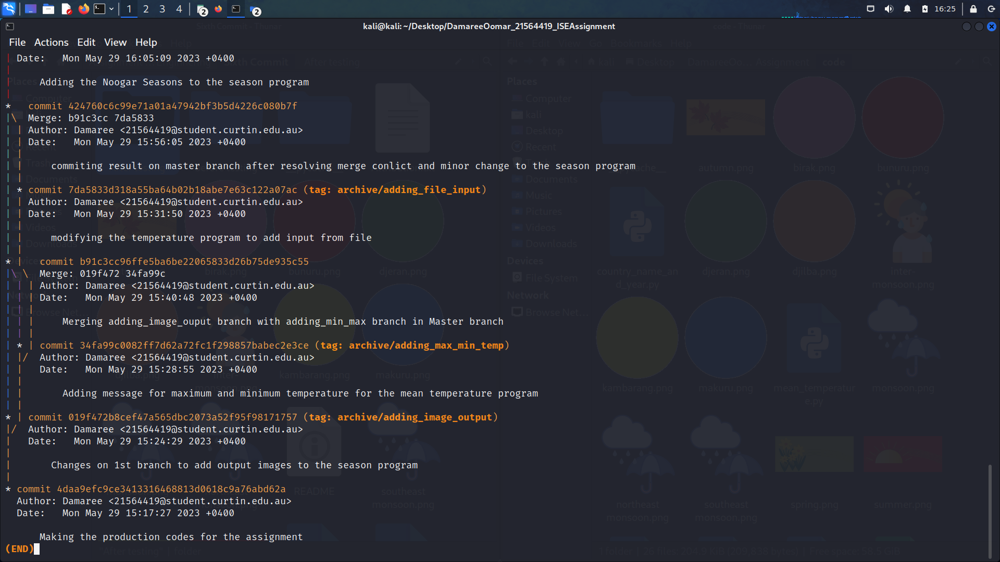 1 2 3 4 2 2 16:25
kali@kali: ~/Desktop/DamareeOomar_21564419_ISEAssignment
File Actions Edit View Help
| Date:   Mon May 29 16:05:09 2023 +0400
|
|     Adding the Noogar Seasons to the season program
|
*   commit 424760c6c99e71a01a47942bf3b5d4226c080b7f
|\  Merge: b91c3cc 7da5833
| | Author: Damaree <21564419@student.curtin.edu.au>
| | Date:   Mon May 29 15:56:05 2023 +0400
| |
| |     commiting result on master branch after resolving merge conlict and minor change to the season program
| |
| * commit 7da5833d318a55ba64b02b18abe7e63c122a07ac (tag: archive/adding_file_input)
| | Author: Damaree <21564419@student.curtin.edu.au>
| | Date:   Mon May 29 15:31:50 2023 +0400
| |
| |     modifying the temperature program to add input from file
| |
* |   commit b91c3cc96ffe5ba6be22065833d26b75de935c55
|\ \  Merge: 019f472 34fa99c
| | | Author: Damaree <21564419@student.curtin.edu.au>
| | | Date:   Mon May 29 15:40:48 2023 +0400
| | |
| | |     Merging adding_image_ouput branch with adding_min_max branch in Master branch
| | |
| * | commit 34fa99c0082ff7d62a72fc1f298857babec2e3ce (tag: archive/adding_max_min_temp)
| |/  Author: Damaree <21564419@student.curtin.edu.au>
| |   Date:   Mon May 29 15:28:55 2023 +0400
| |
| |       Adding message for maximum and minimum temperature for the mean temperature program
| |
* | commit 019f472b8cef47a565dbc2073a52f95f98171757 (tag: archive/adding_image_output)
|/  Author: Damaree <21564419@student.curtin.edu.au>
|   Date:   Mon May 29 15:24:29 2023 +0400
|
|       Changes on 1st branch to add output images to the season program
|
* commit 4daa9efc9ce3413316468813d0618c9a76abd62a
  Author: Damaree <21564419@student.curtin.edu.au>
  Date:   Mon May 29 15:17:27 2023 +0400

      Making the production codes for the assignment
(END)